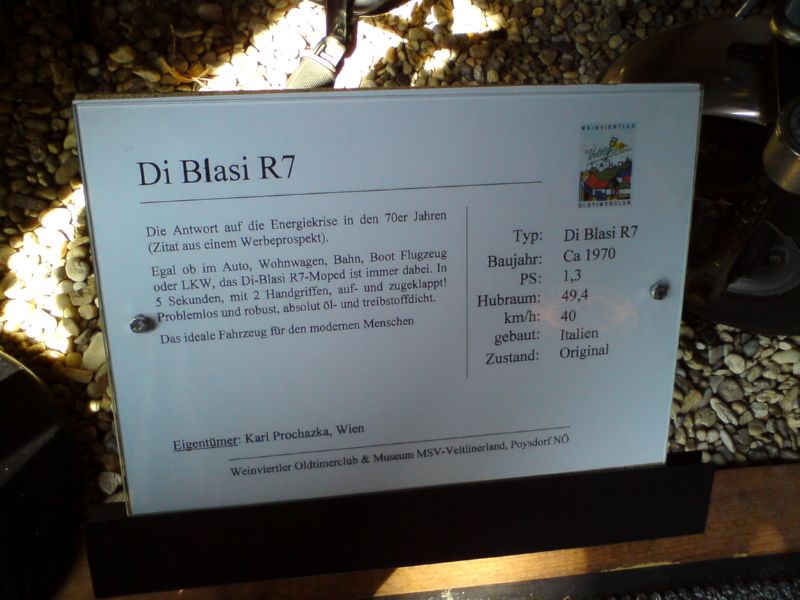 Di Blasi R7
WEINVIERTLER
OLDTIMERCLUB
Die Antwort auf die Energiekrise in den 70er Jahren
(Zitat aus einem Werbeprospekt).
Egal ob im Auto, Wohnwagen, Bahn, Boot Flugzeug
oder LKW, das Di-Blasi R7-Moped ist immer dabei. In
5 Sekunden, mit 2 Handgriffen, auf- und zugeklappt!
Problemlos und robust, absolut öl- und treibstoffdicht.
Das ideale Fahrzeug für den modernen Menschen
Typ: Di Blasi R7
Baujahr: Ca 1970
PS: 1,3
Hubraum: 49,4
km/h: 40
gebaut: Italien
Zustand: Original
Eigentümer: Karl Prochazka, Wien
Weinviertler Oldtimerclub & Museum MSV-Veltlinerland, Poysdorf NÖ